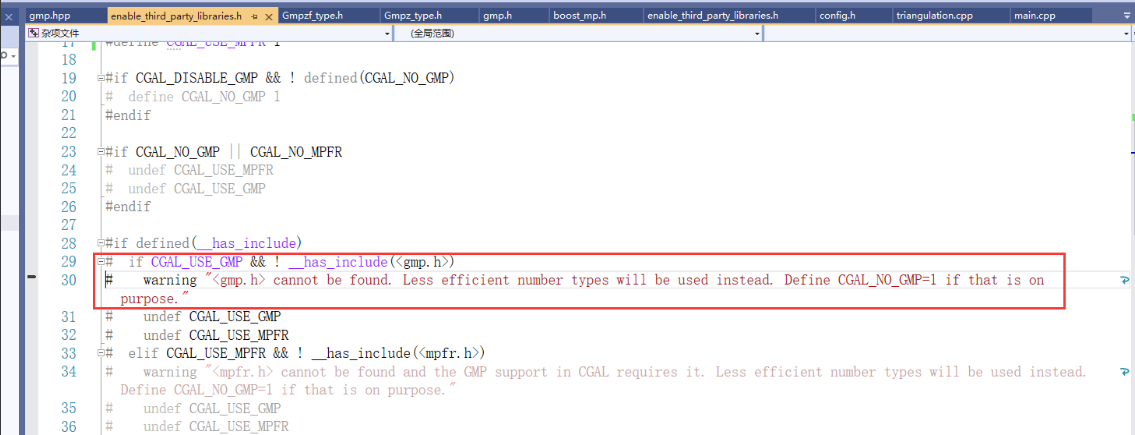 gmp.hpp enable_third_party_libraries.h Gmpzf_type.h Gmpz_type.h gmp.h boost_mp.h enable_third_party_libraries.h config.h triangulation.cpp main.cpp
杂项文件 (全局范围)
17 #define CGAL_USE_MPFR 1
18
19 #if CGAL_DISABLE_GMP && ! defined(CGAL_NO_GMP)
20 #  define CGAL_NO_GMP 1
21 #endif
22
23 #if CGAL_NO_GMP || CGAL_NO_MPFR
24 #  undef CGAL_USE_MPFR
25 #  undef CGAL_USE_GMP
26 #endif
27
28 #if defined(__has_include)
29 #  if CGAL_USE_GMP && ! __has_include(<gmp.h>)
30 #    warning "<gmp.h> cannot be found. Less efficient number types will be used instead. Define CGAL_NO_GMP=1 if that is on
purpose."
31 #    undef CGAL_USE_GMP
32 #    undef CGAL_USE_MPFR
33 #  elif CGAL_USE_MPFR && ! __has_include(<mpfr.h>)
34 #    warning "<mpfr.h> cannot be found and the GMP support in CGAL requires it. Less efficient number types will be used instead.
Define CGAL_NO_GMP=1 if that is on purpose."
35 #    undef CGAL_USE_GMP
36 #    undef CGAL_USE_MPFR